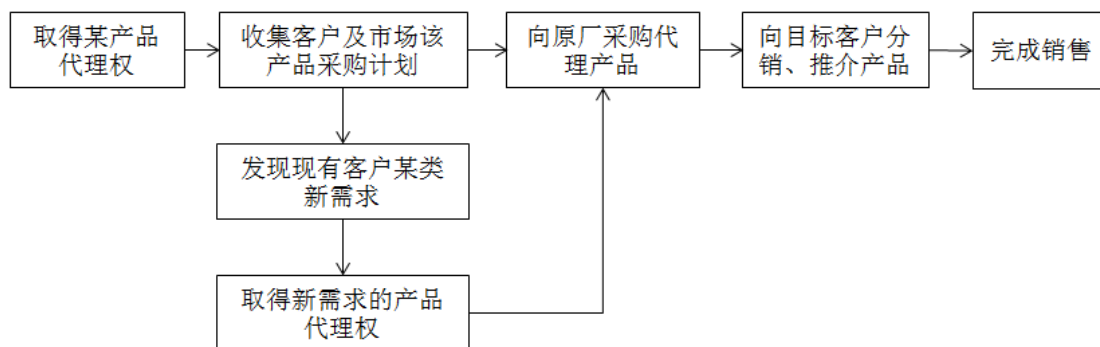 取得某产品
代理权
收集客户及市场该
产品采购计划
向原厂采购代
理产品
向目标客户分
销、推介产品
完成销售
发现现有客户某类
新需求
取得新需求的产品
代理权